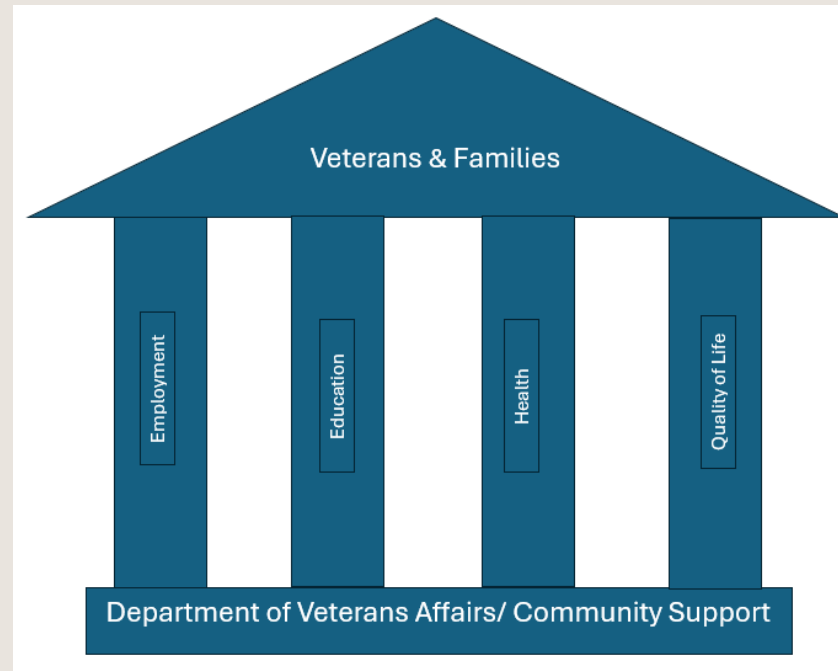 Veterans & Families
Employment
Education
Health
Quality of Life
Department of Veterans Affairs/ Community Support